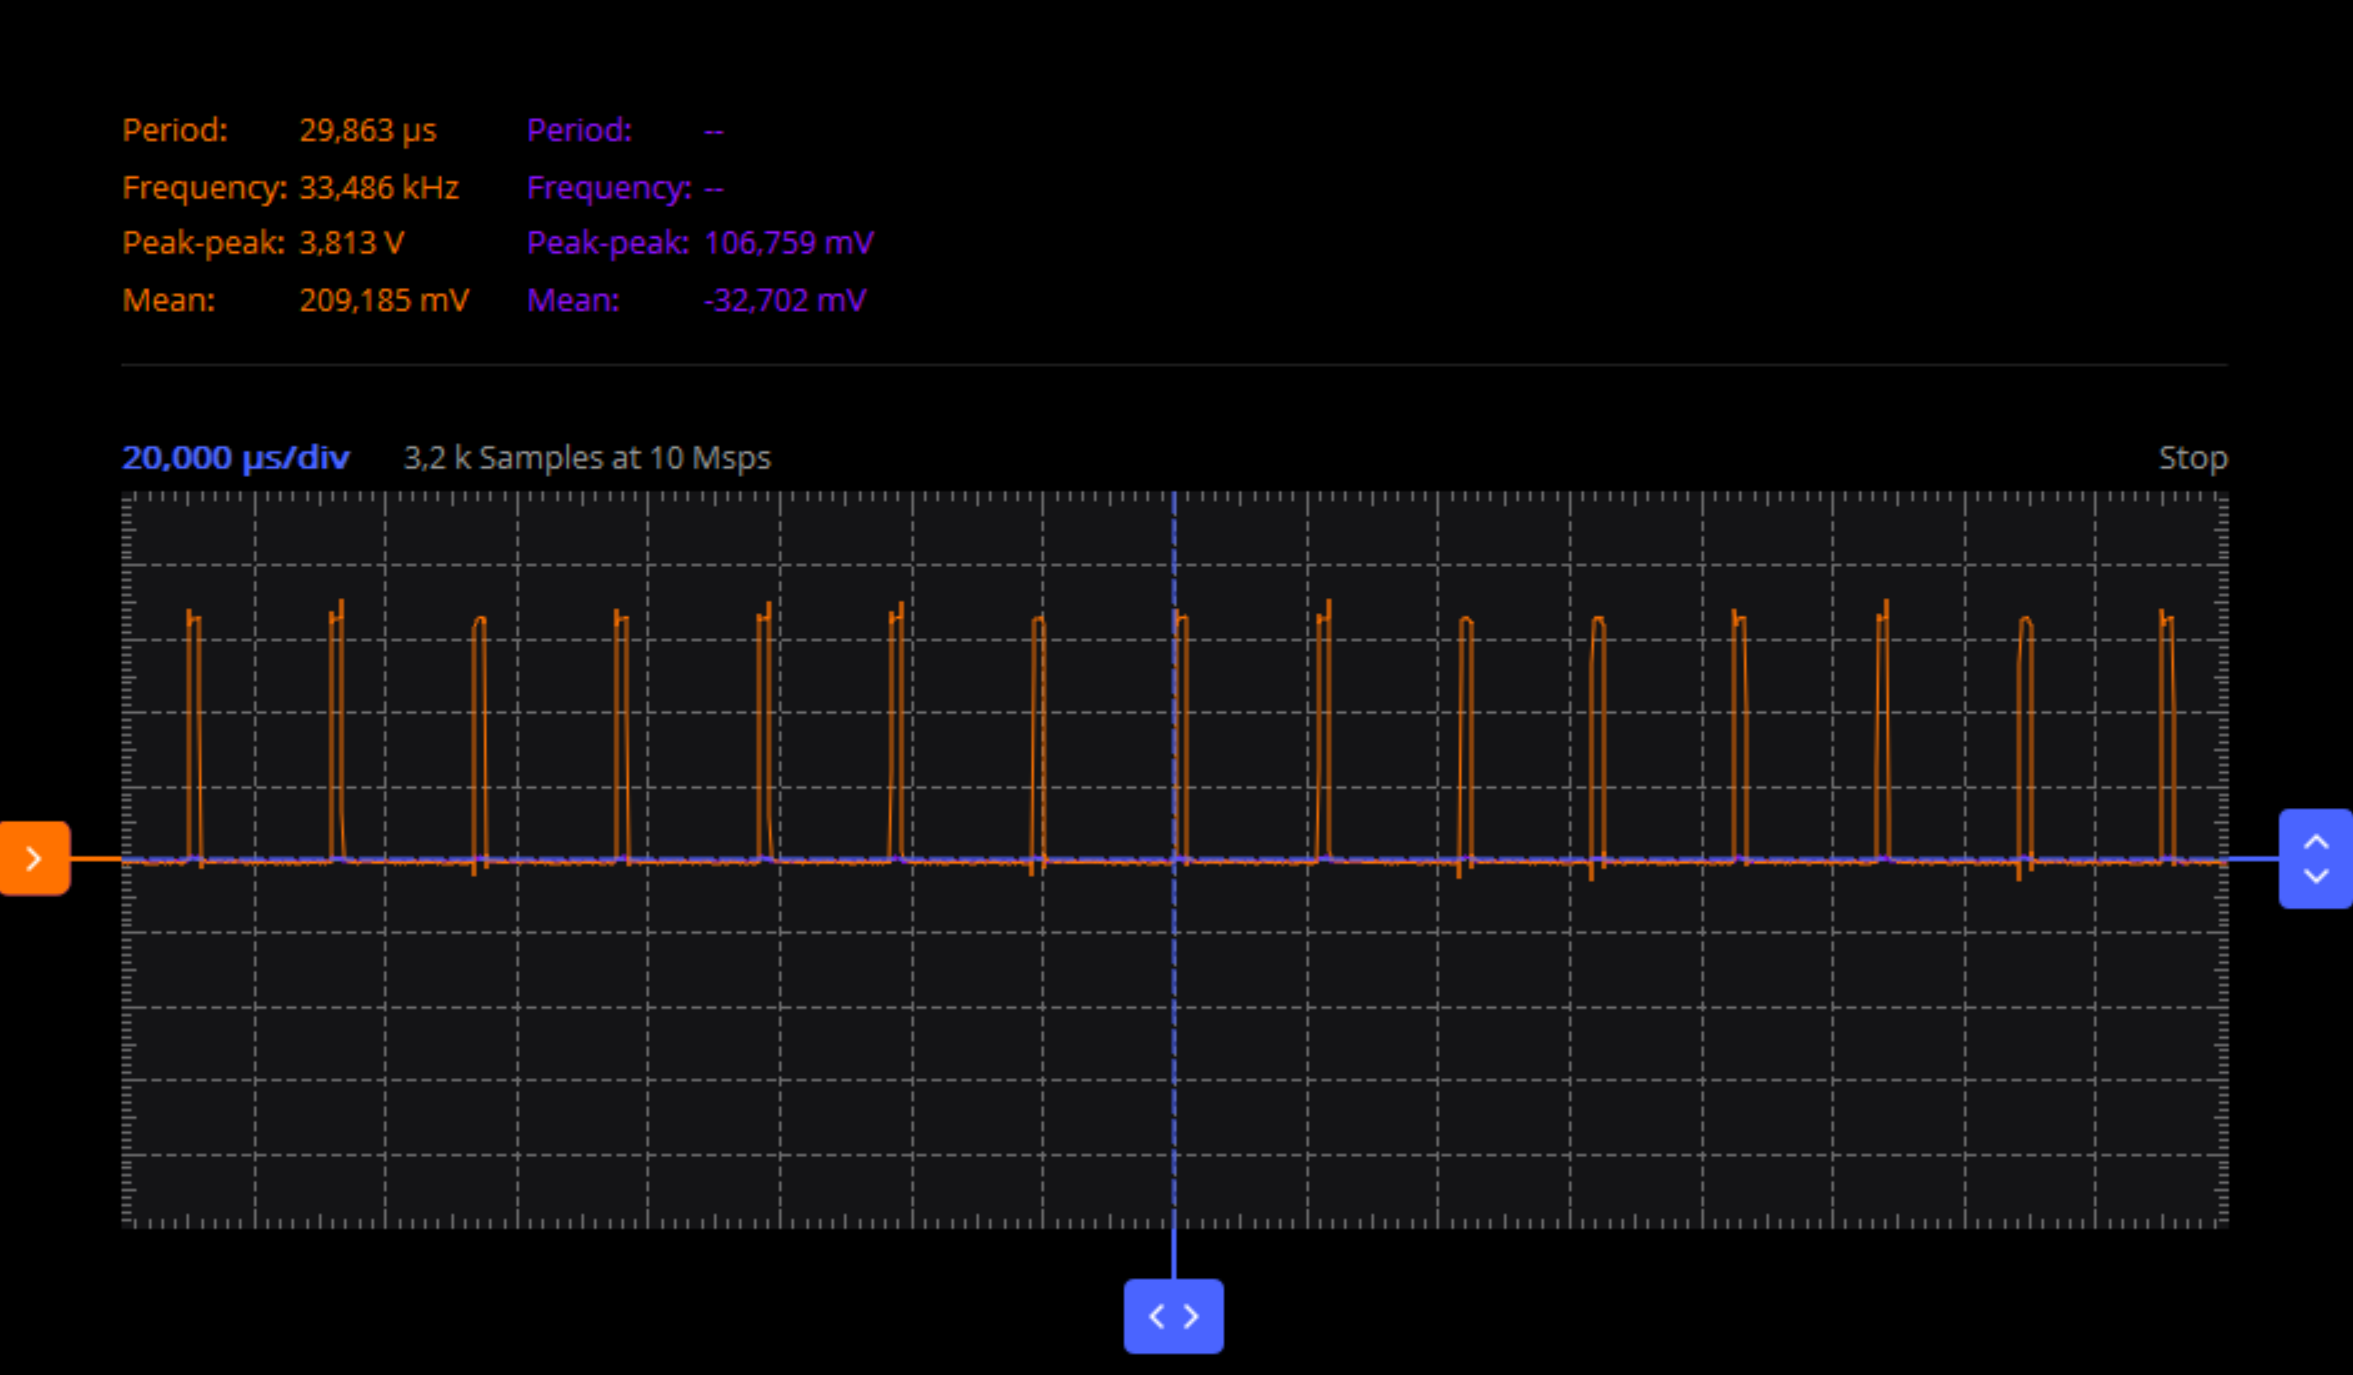 Period: 29,863 µs Period: --
Frequency: 33,486 kHz Frequency: --
Peak-peak: 3,813 V Peak-peak: 106,759 mV
Mean: 209,185 mV Mean: -32,702 mV
20,000 µs/div 3,2 k Samples at 10 Msps Stop